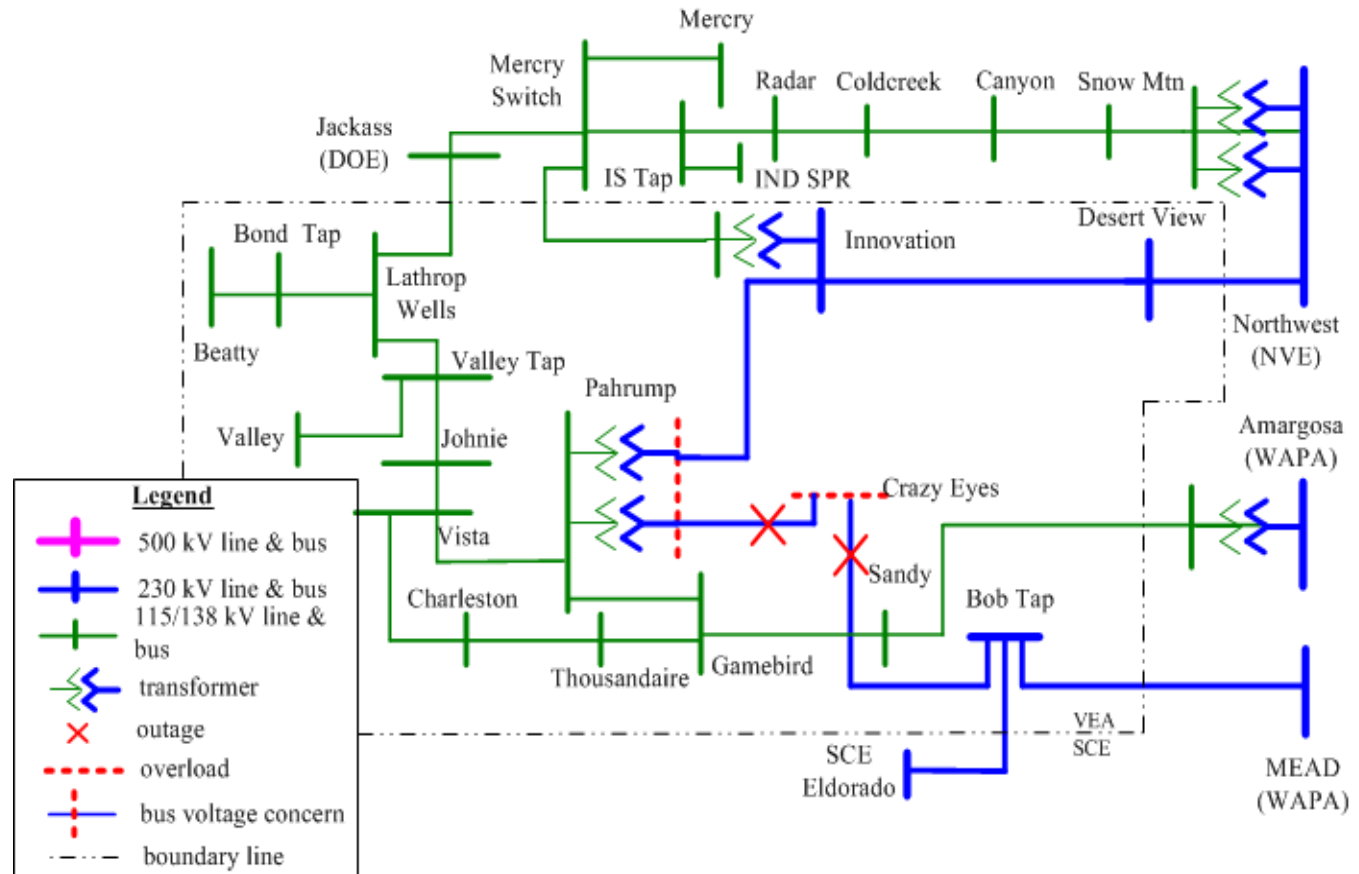 Mercry
Mercry
Switch
Radar
Coldcreek
Canyon
Snow Mtn
Jackass
(DOE)
IS Tap
IND SPR
Bond Tap
Innovation
Desert View
Lathrop
Wells
Beatty
Northwest
(NVE)
Valley Tap
Pahrump
Valley
Johnie
Amargosa
(WAPA)
Crazy Eyes
Vista
Sandy
Charleston
Bob Tap
Thousandaire
Gamebird
VEA
SCE
SCE
Eldorado
MEAD
(WAPA)
Legend
500 kV line & bus
230 kV line & bus
115/138 kV line &
bus
transformer
outage
overload
bus voltage concern
boundary line